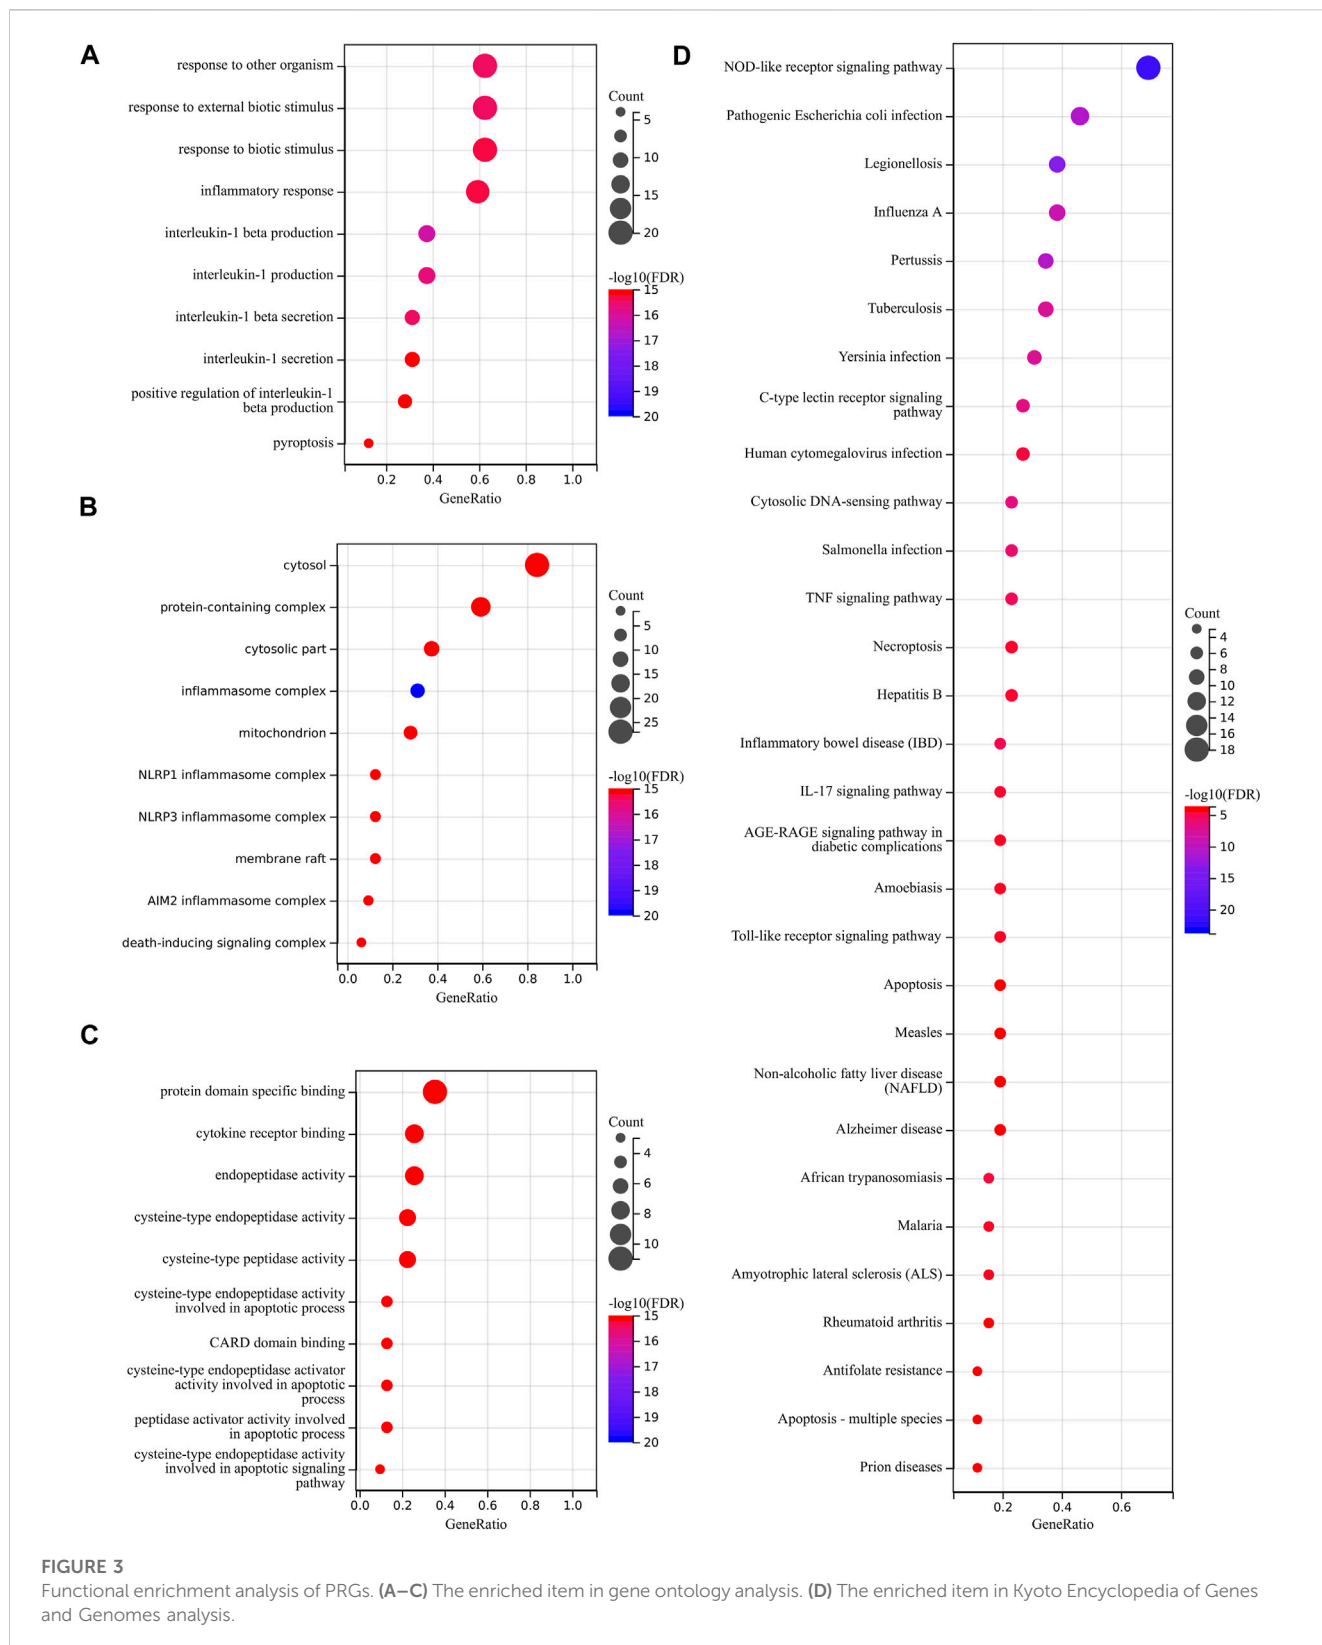 A
response to other organism
response to external biotic stimulus
response to biotic stimulus
inflammatory response
interleukin-1 beta production
interleukin-1 production
interleukin-1 beta secretion
interleukin-1 secretion
positive regulation of interleukin-1
beta production
pyroptosis
0.2 0.4 0.6 0.8 1.0
GeneRatio
Count
5
10
15
20
-log10(FDR)
15
16
17
18
19
20
B
cytosol
protein-containing complex
cytosolic part
inflammasome complex
mitochondrion
NLRP1 inflammasome complex
NLRP3 inflammasome complex
membrane raft
AIM2 inflammasome complex
death-inducing signaling complex
0.0 0.2 0.4 0.6 0.8 1.0
GeneRatio
Count
5
10
15
20
25
-log10(FDR)
15
16
17
18
19
20
C
protein domain specific binding
cytokine receptor binding
endopeptidase activity
cysteine-type endopeptidase activity
cysteine-type peptidase activity
cysteine-type endopeptidase activity
involved in apoptotic process
CARD domain binding
cysteine-type endopeptidase activator
activity involved in apoptotic
process
peptidase activator activity involved
in apoptotic process
cysteine-type endopeptidase activity
involved in apoptotic signaling
pathway
0.0 0.2 0.4 0.6 0.8 1.0
GeneRatio
Count
4
6
8
10
-log10(FDR)
15
16
17
18
19
20
D
NOD-like receptor signaling pathway
Pathogenic Escherichia coli infection
Legionellosis
Influenza A
Pertussis
Tuberculosis
Yersinia infection
C-type lectin receptor signaling
pathway
Human cytomegalovirus infection
Cytosolic DNA-sensing pathway
Salmonella infection
TNF signaling pathway
Necroptosis
Hepatitis B
Inflammatory bowel disease (IBD)
IL-17 signaling pathway
AGE-RAGE signaling pathway in
diabetic complications
Amoebiasis
Toll-like receptor signaling pathway
Apoptosis
Measles
Non-alcoholic fatty liver disease
(NAFLD)
Alzheimer disease
African trypanosomiasis
Malaria
Amyotrophic lateral sclerosis (ALS)
Rheumatoid arthritis
Antifolate resistance
Apoptosis - multiple species
Prion diseases
0.2 0.4 0.6
GeneRatio
Count
4
6
8
10
12
14
16
18
-log10(FDR)
5
10
15
20
FIGURE 3
Functional enrichment analysis of PRGs. (A–C) The enriched item in gene ontology analysis. (D) The enriched item in Kyoto Encyclopedia of Genes
and Genomes analysis.